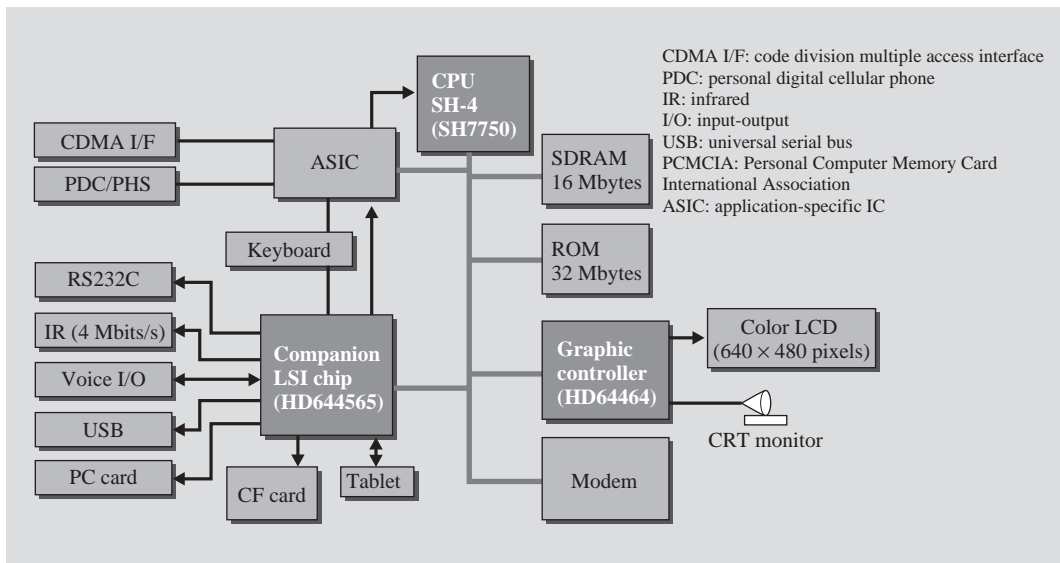 CPU
SH-4
(SH7750)
CDMA I/F: code division multiple access interface
PDC: personal digital cellular phone
IR: infrared
I/O: input-output
USB: universal serial bus
PCMCIA: Personal Computer Memory Card
International Association
ASIC: application-specific IC
CDMA I/F
PDC/PHS
ASIC
SDRAM
16 Mbytes
Keyboard
ROM
32 Mbytes
RS232C
IR (4 Mbits/s)
Voice I/O
USB
PC card
Companion
LSI chip
(HD644565)
CF card
Tablet
Graphic
controller
(HD64464)
Color LCD
(640 × 480 pixels)
CRT monitor
Modem